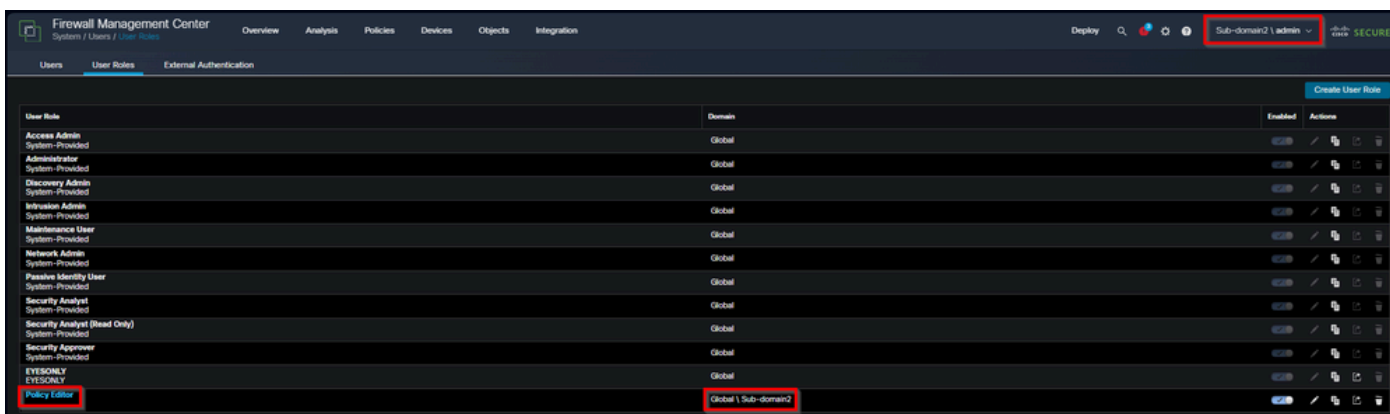 Firewall Management Center
System / Users / User Roles
Overview Analysis Policies Devices Objects Integration
Deploy
Sub-domain2 \ admin
cisco SECURE
Users User Roles External Authentication
Create User Role
User Role Domain Enabled Actions
Access Admin
System-Provided
Global
Administrator
System-Provided
Global
Discovery Admin
System-Provided
Global
Intrusion Admin
System-Provided
Global
Maintenance User
System-Provided
Global
Network Admin
System-Provided
Global
Passive Identity User
System-Provided
Global
Security Analyst
System-Provided
Global
Security Analyst (Read Only)
System-Provided
Global
Security Approver
System-Provided
Global
EYESONLY
EYESONLY
Global
Policy Editor
Global \ Sub-domain2